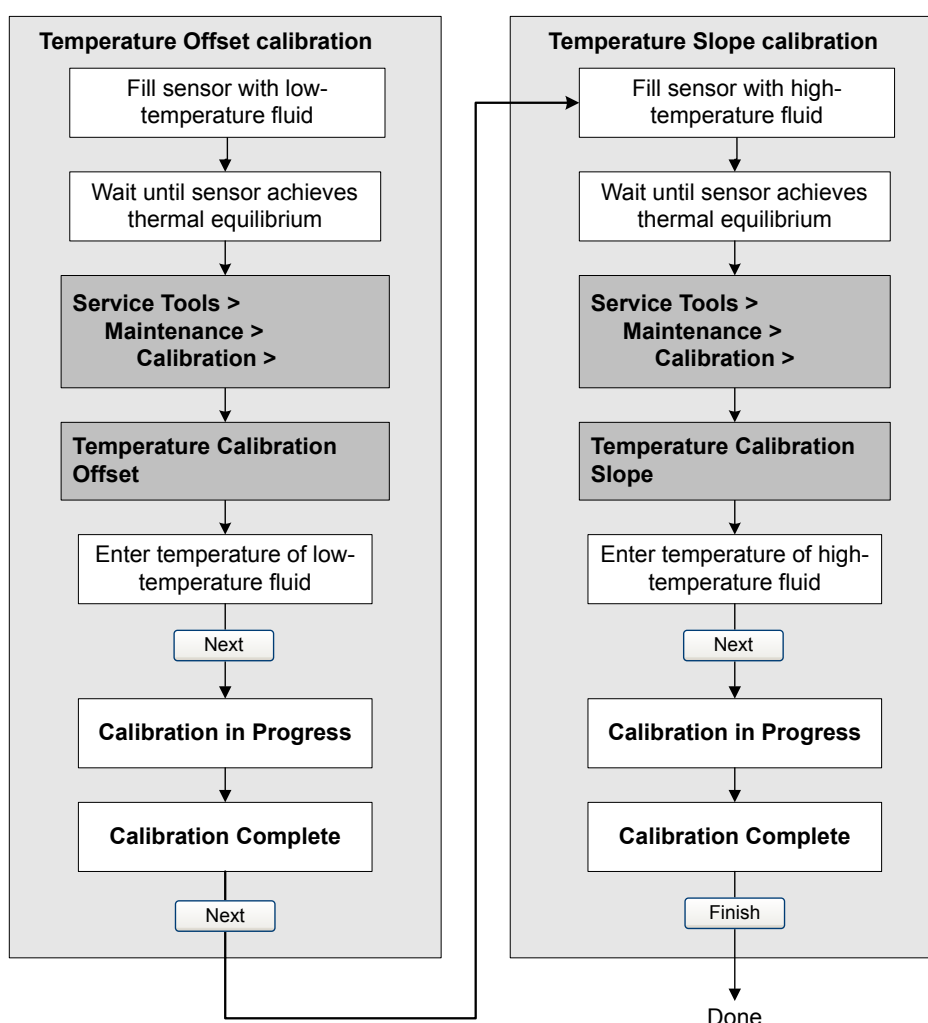 Temperature Offset calibration
Fill sensor with low-
temperature fluid
Wait until sensor achieves
thermal equilibrium
Service Tools >
Maintenance >
Calibration >
Temperature Calibration
Offset
Enter temperature of low-
temperature fluid
Next
Calibration in Progress
Calibration Complete
Next
Temperature Slope calibration
Fill sensor with high-
temperature fluid
Wait until sensor achieves
thermal equilibrium
Service Tools >
Maintenance >
Calibration >
Temperature Calibration
Slope
Enter temperature of high-
temperature fluid
Next
Calibration in Progress
Calibration Complete
Finish
Done